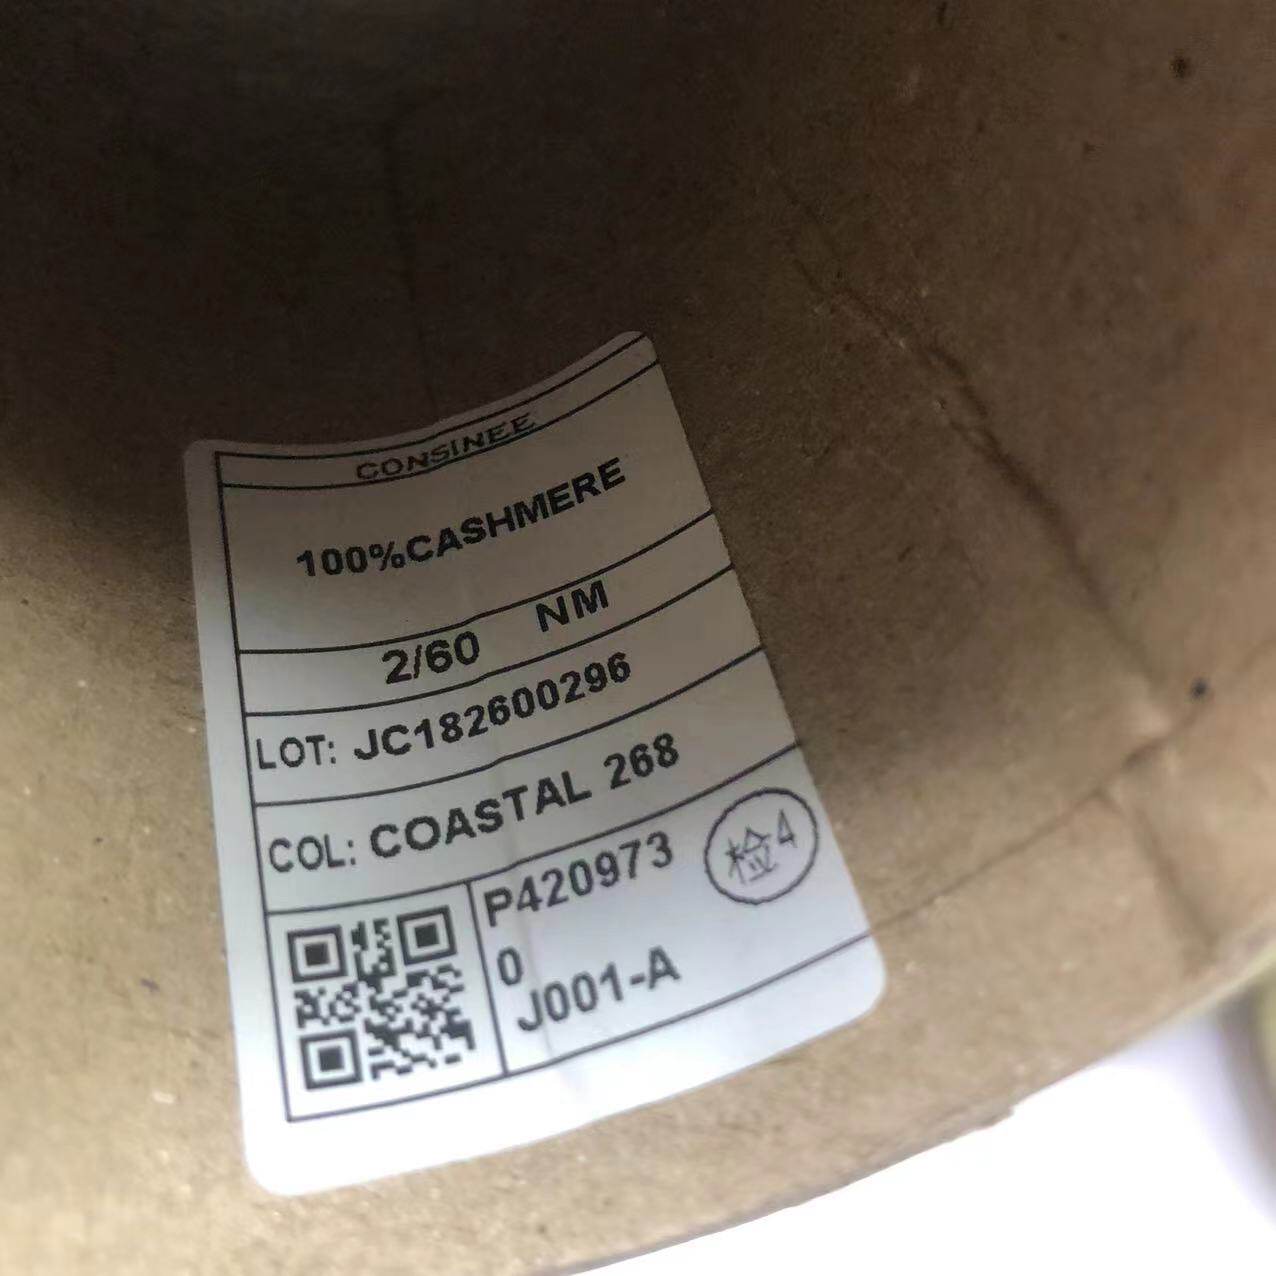 CONSINEE
100%CASHMERE
2/60 NM
LOT: JC182600296
COL: COASTAL 268
P420973
0
J001-A
检4